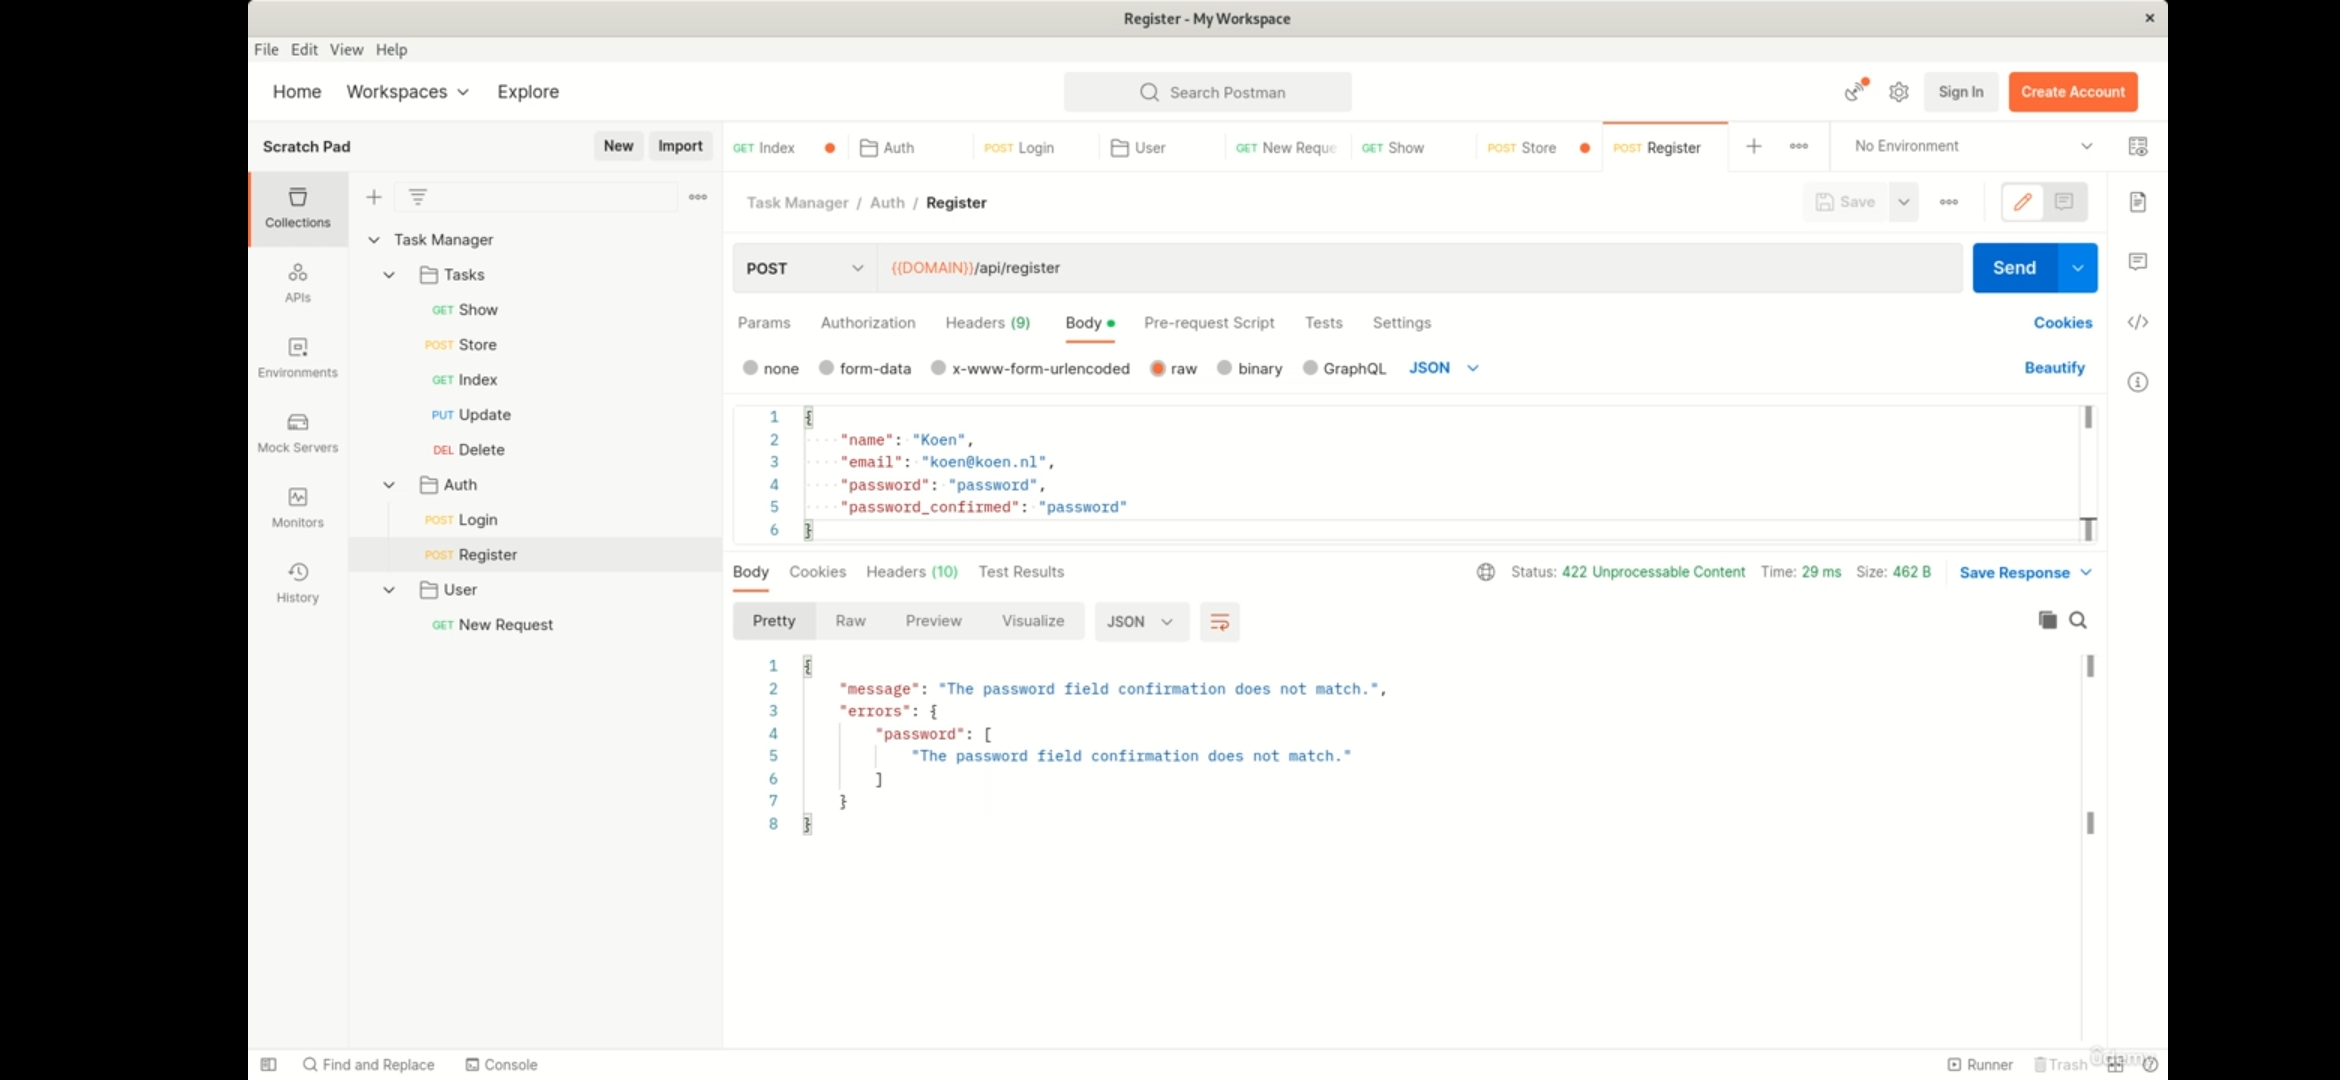 Register - My Workspace
×
File Edit View Help
Home Workspaces Explore
Search Postman
Sign In
Create Account
Scratch Pad
New
Import
GET Index
Auth
POST Login
User
GET New Reque
GET Show
POST Store
POST Register
No Environment
Collections
APIs
Environments
Mock Servers
Monitors
History
Task Manager
Tasks
GET Show
POST Store
GET Index
PUT Update
DEL Delete
Auth
POST Login
POST Register
User
GET New Request
Task Manager / Auth / Register
Save
POST
{{DOMAIN}}/api/register
Send
Params Authorization Headers (9) Body Pre-request Script Tests Settings
Cookies
none form-data x-www-form-urlencoded raw binary GraphQL JSON
Beautify
1 {
2 "name": "Koen",
3 "email": "koen@koen.nl",
4 "password": "password",
5 "password_confirmed": "password"
6 }
Body Cookies Headers (10) Test Results
Status: 422 Unprocessable Content Time: 29 ms Size: 462 B
Save Response
Pretty Raw Preview Visualize
JSON
1 {
2 "message": "The password field confirmation does not match.",
3 "errors": {
4 "password": [
5 "The password field confirmation does not match."
6 ]
7 }
8 }
Find and Replace
Console
Runner
Trash